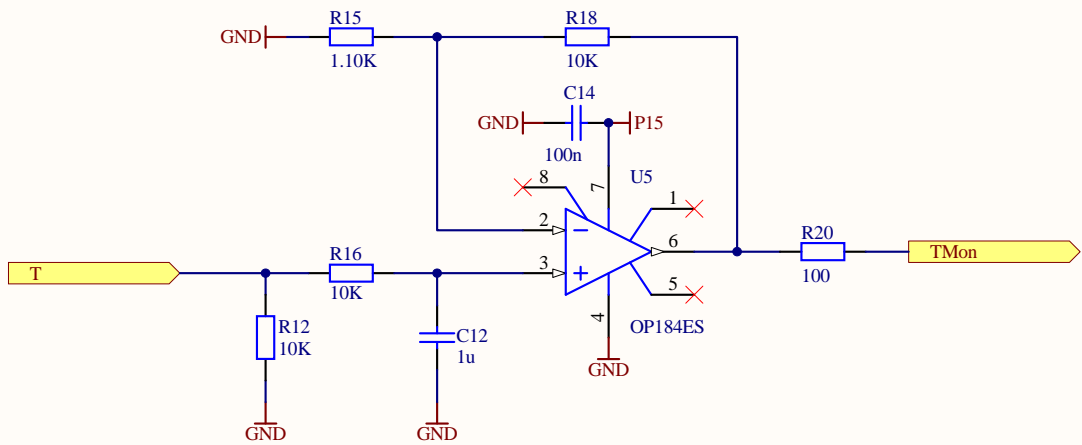 R15
R18
GND
1.10K
10K
C14
GND
P15
100n
8
7
U5
1
2
6
R20
T
R16
3
TMon
10K
100
5
4
OP184ES
R12
10K
C12
1u
GND
GND
GND